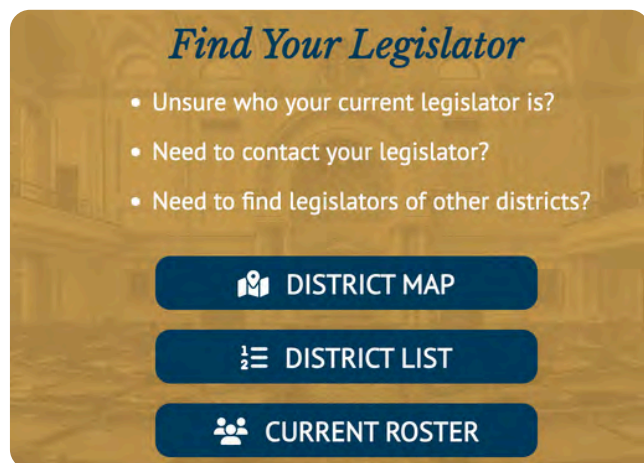 Find Your Legislator
• Unsure who your current legislator is?
• Need to contact your legislator?
• Need to find legislators of other districts?
DISTRICT MAP
DISTRICT LIST
CURRENT ROSTER